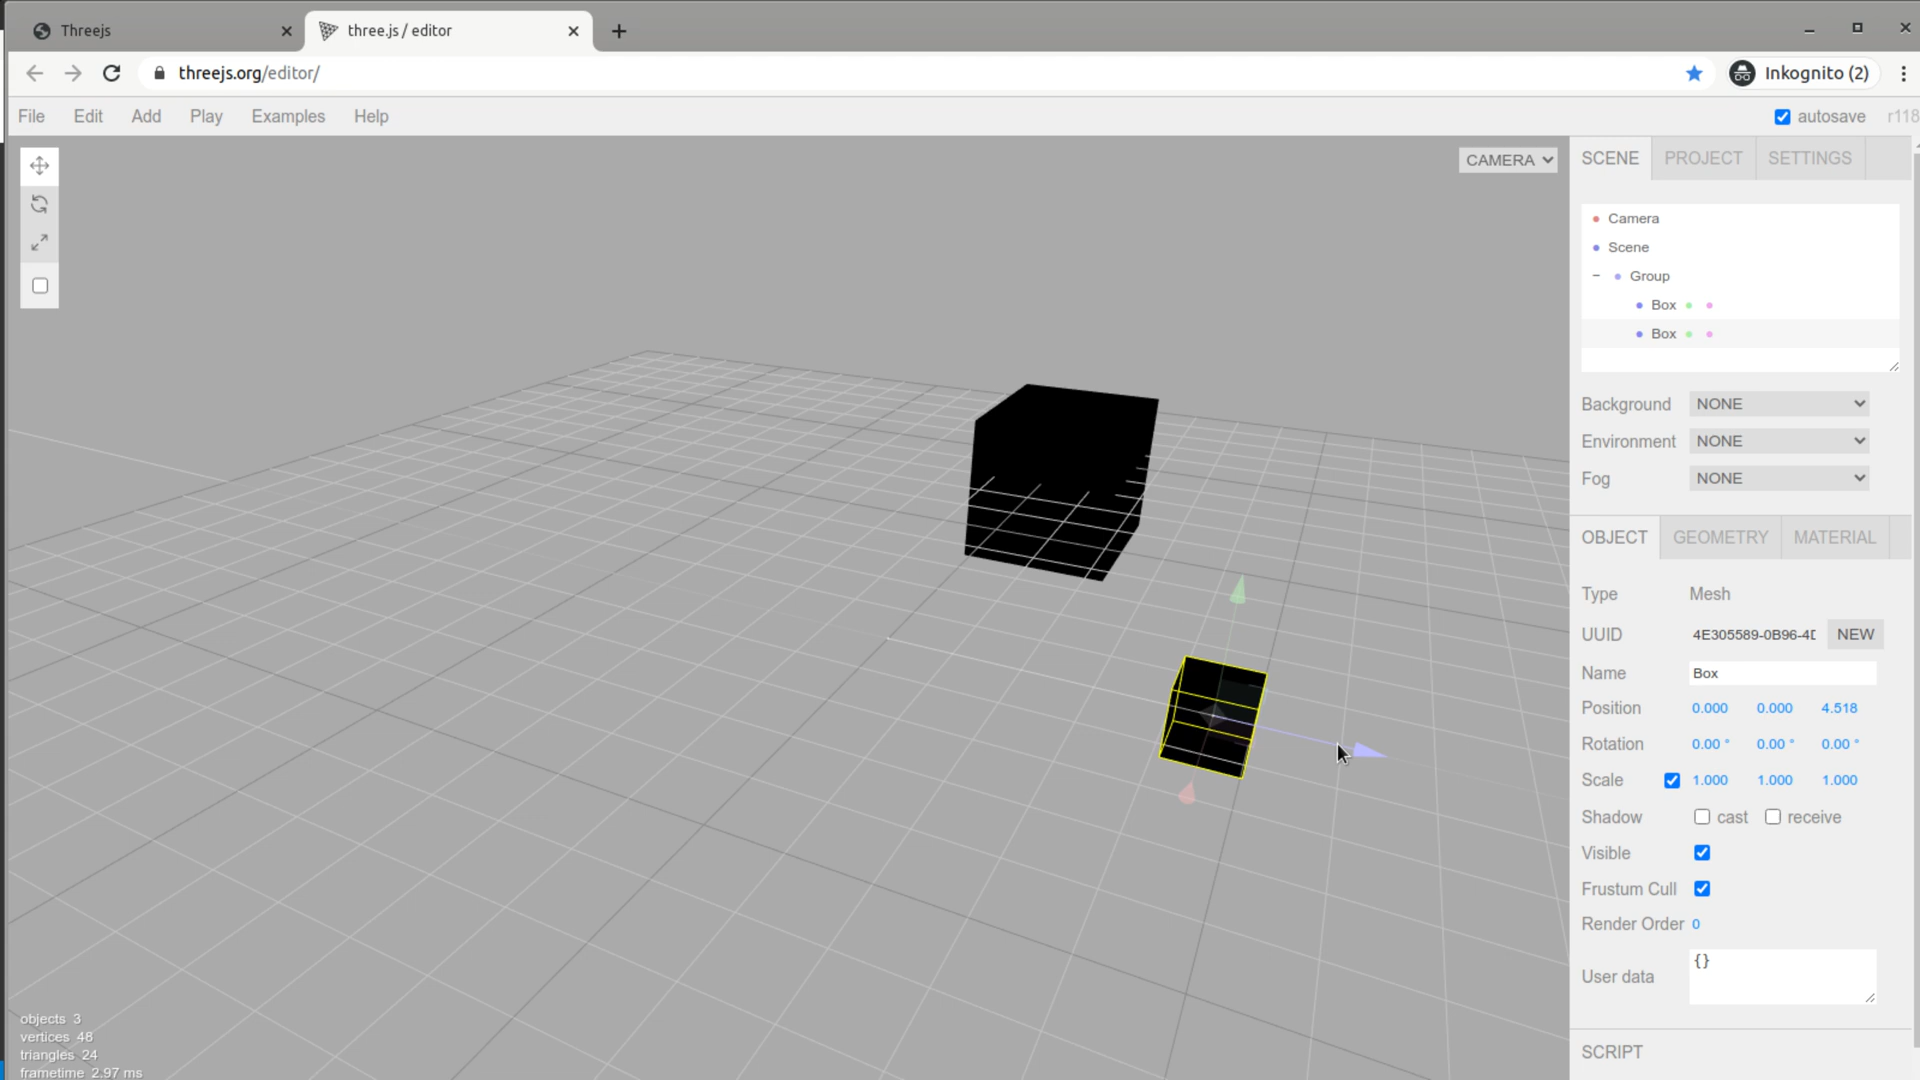 Threejs
three.js / editor
threejs.org/editor/
Inkognito (2)
File Edit Add Play Examples Help
autosave r118
CAMERA
SCENE PROJECT SETTINGS
Camera
Scene
Group
Box
Box
Background NONE
Environment NONE
Fog NONE
OBJECT GEOMETRY MATERIAL
Type Mesh
UUID 4E305589-0B96-4D NEW
Name Box
Position 0.000 0.000 4.518
Rotation 0.00 ° 0.00 ° 0.00 °
Scale 1.000 1.000 1.000
Shadow cast receive
Visible
Frustum Cull
Render Order 0
User data {}
SCRIPT
objects 3
vertices 48
triangles 24
frametime 2.97 ms